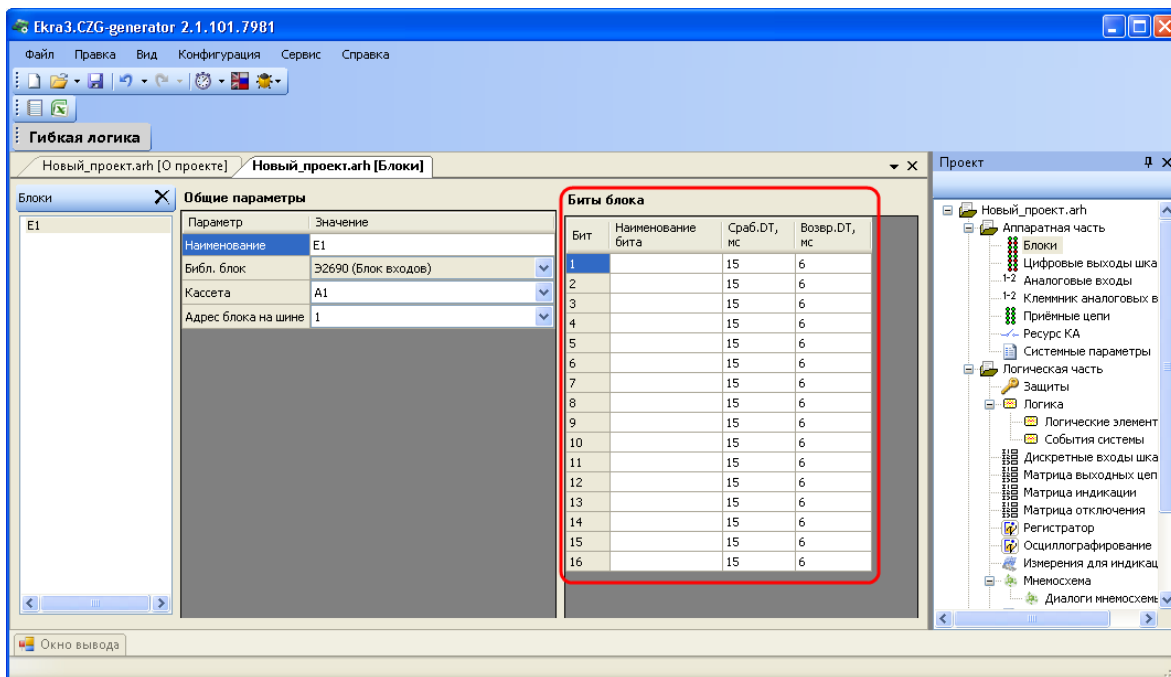 Ekra3.CZG-generator 2.1.101.7981
Файл Правка Вид Конфигурация Сервис Справка
Гибкая логика
Новый_проект.arh [О проекте] Новый_проект.arh [Блоки]
Блоки
E1
Общие параметры
Параметр Значение
Наименование E1
Библ. блок Э2690 (Блок входов)
Кассета A1
Адрес блока на шине 1
Биты блока
Бит Наименование бита Сраб.DT, мс Возвр.DT, мс
1 15 6
2 15 6
3 15 6
4 15 6
5 15 6
6 15 6
7 15 6
8 15 6
9 15 6
10 15 6
11 15 6
12 15 6
13 15 6
14 15 6
15 15 6
16 15 6
Проект
Новый_проект.arh
Аппаратная часть
Блоки
Цифровые выходы шка
1-2 Аналоговые входы
1-2 Клеммник аналоговых в
Приёмные цепи
Ресурс КА
Системные параметры
Логическая часть
Защиты
Логика
Логические элемент
События системы
Дискретные входы шка
Матрица выходных цеп
Матрица индикации
Матрица отключения
Регистратор
Осциллографирование
Измерения для индикац
Мнемосхема
Диалоги мнемосхемь
Окно вывода